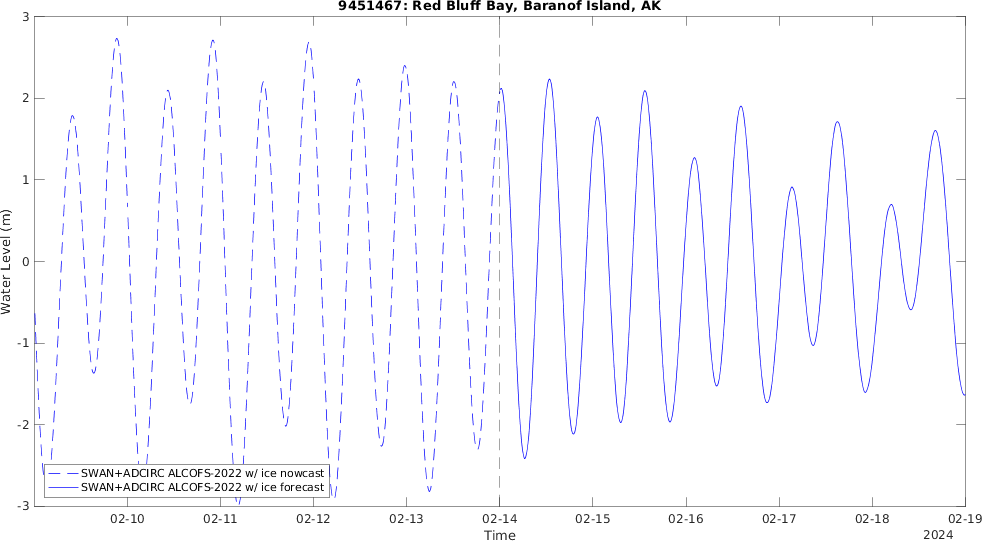 9451467: Red Bluff Bay, Baranof Island, AK
Water Level (m)
3
2
1
0
-1
-2
-3
SWAN+ADCIRC ALCOFS-2022 w/ ice nowcast
SWAN+ADCIRC ALCOFS-2022 w/ ice forecast
02-10 02-11 02-12 02-13 02-14 02-15 02-16 02-17 02-18 02-19
Time
2024